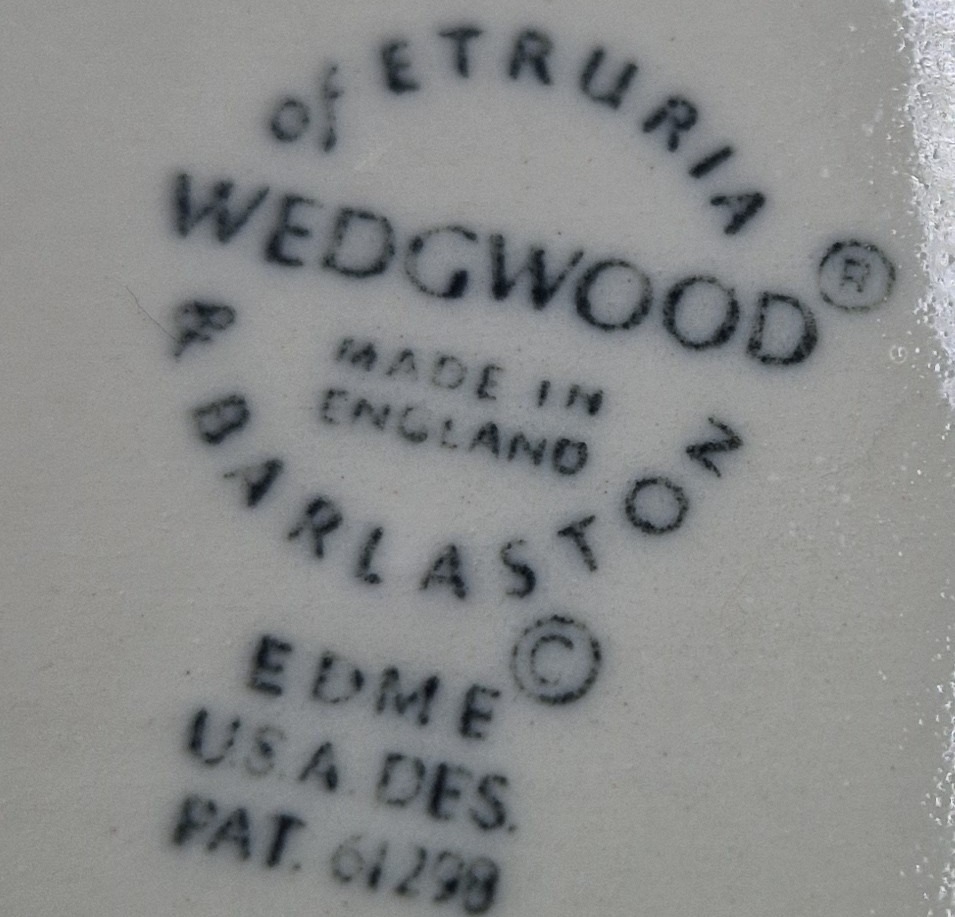 of ETRURIA
WEDGWOOD ®
& BARLASTON
MADE IN
ENGLAND
EDME ©
U.S.A. DES.
PAT. 61298